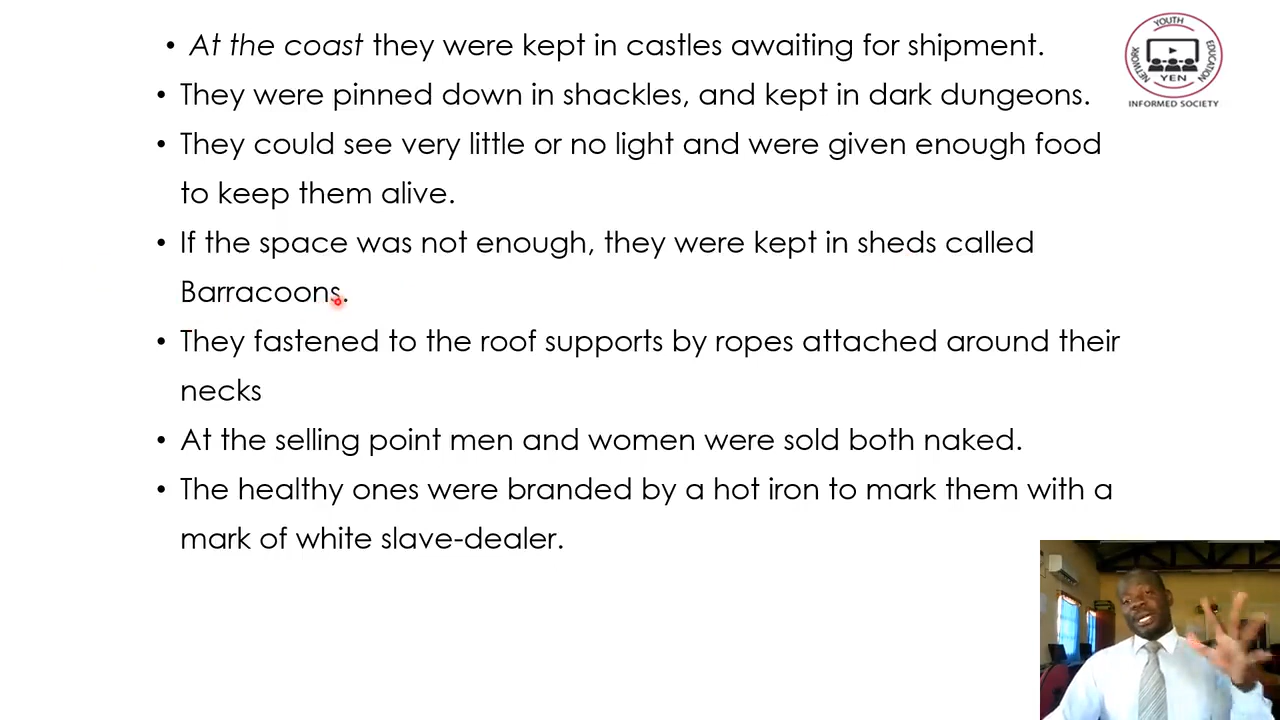 • At the coast they were kept in castles awaiting for shipment.
• They were pinned down in shackles, and kept in dark dungeons.
• They could see very little or no light and were given enough food
to keep them alive.
• If the space was not enough, they were kept in sheds called
Barracoons.
• They fastened to the roof supports by ropes attached around their
necks
• At the selling point men and women were sold both naked.
• The healthy ones were branded by a hot iron to mark them with a
mark of white slave-dealer.
YOUTH
EDUCATION
NETWORK
YEN
INFORMED SOCIETY